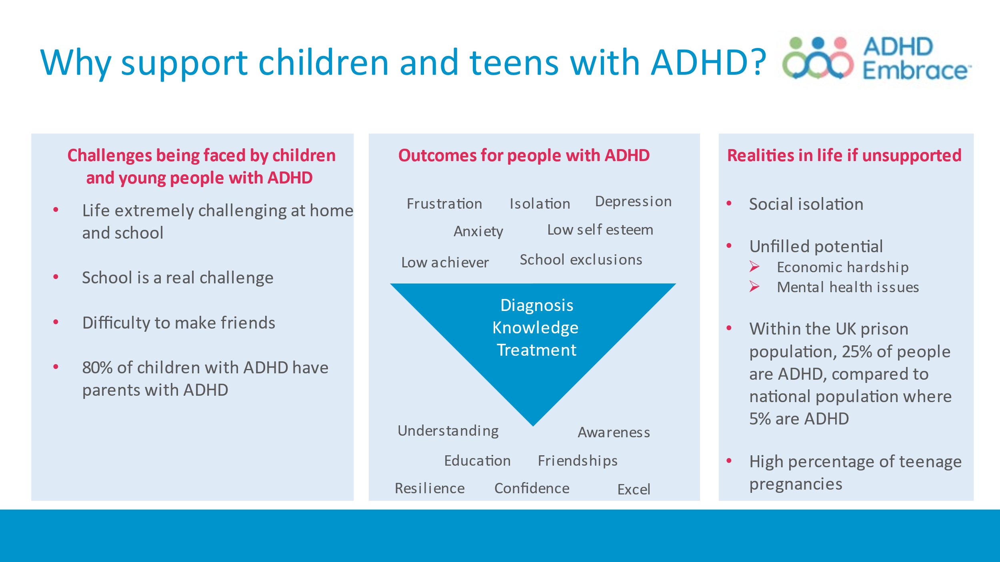 Why support children and teens with ADHD?
ADHD
Embrace™
Challenges being faced by children
and young people with ADHD
• Life extremely challenging at home
and school
• School is a real challenge
• Difficulty to make friends
• 80% of children with ADHD have
parents with ADHD
Outcomes for people with ADHD
Frustration Isolation Depression
Anxiety Low self esteem
Low achiever School exclusions
Diagnosis
Knowledge
Treatment
Understanding Awareness
Education Friendships
Resilience Confidence Excel
Realities in life if unsupported
• Social isolation
• Unfilled potential
➢ Economic hardship
➢ Mental health issues
• Within the UK prison
population, 25% of people
are ADHD, compared to
national population where
5% are ADHD
• High percentage of teenage
pregnancies